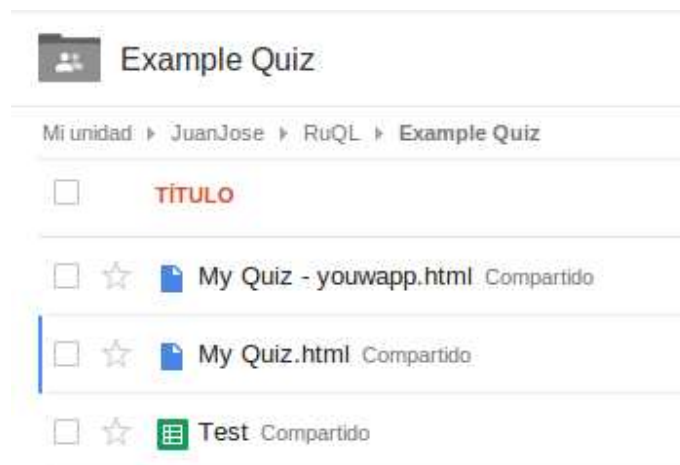 Example Quiz
Mi unidad JuanJose RuQL Example Quiz
TÍTULO
My Quiz - youwapp.html Compartido
My Quiz.html Compartido
Test Compartido